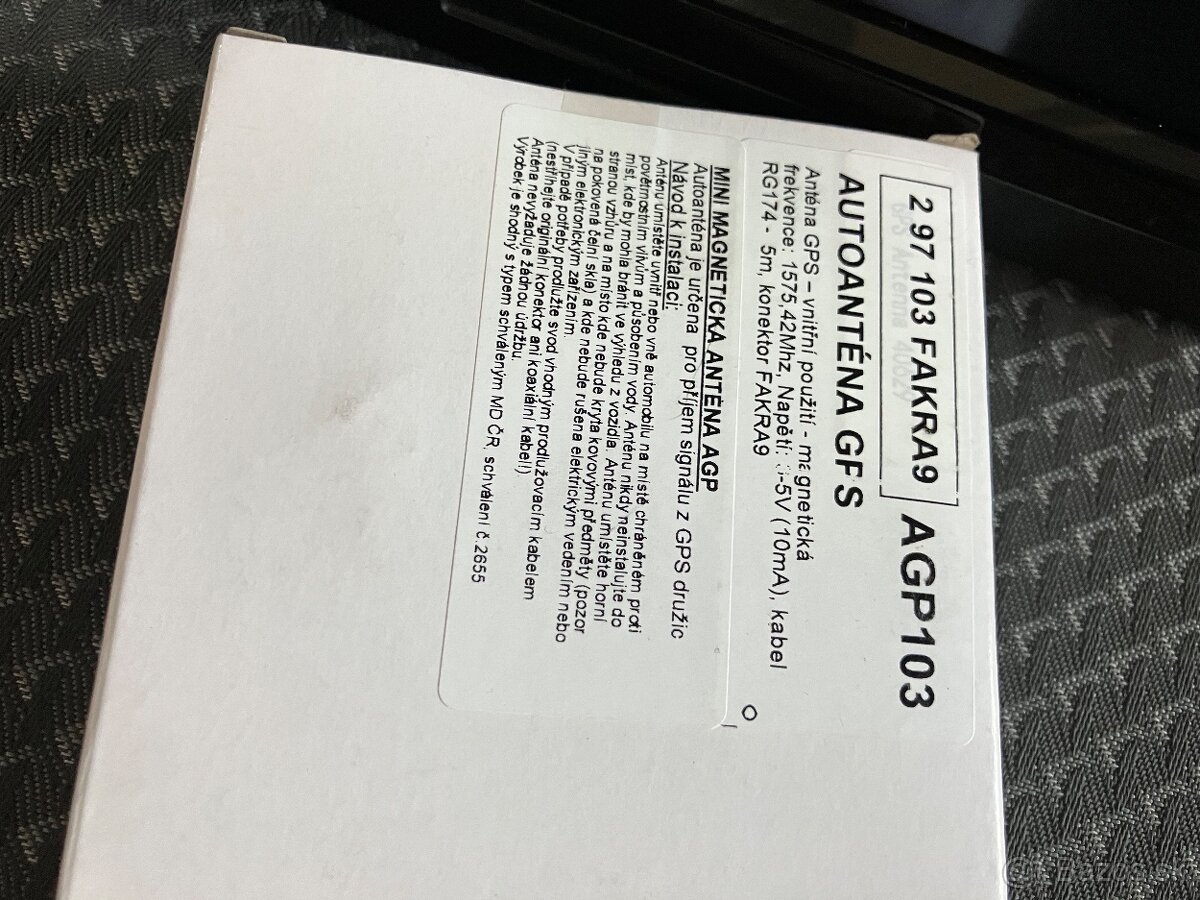 2 97 103 FAKRA9 AGP103
GPS Antenna 40629
AUTOANTÉNA GPS
Anténa GPS – vnitřní použití - magnetická
frekvence: 1575,42Mhz, Napětí: 3-5V (10mA), kabel
RG174 - 5m, konektor FAKRA9
MINI MAGNETICKÁ ANTÉNA AGP
Autoanténa je určena pro příjem signálu z GPS družic
Návod k instalaci:
Anténu umístěte uvnitř nebo vně automobilu na místě chráněném proti
povětrnostním vlivům a působením vody. Anténu nikdy neinstalujte do
míst, kde by mohla bránit ve výhledu z vozidla. Anténu umístěte horní
stranou vzhůru a na místo kde nebude kryta kovovými předměty (pozor
na pokovená čelní skla) a kde nebude rušena elektrickým vedením nebo
jiným elektronickým zařízením.
V případě potřeby prodlužte svod vhodným prodlužovacím kabelem
(nestříhejte originální konektor ani koaxiální kabel!)
Anténa nevyžaduje žádnou údržbu.
Výrobek je shodný s typem schváleným MD ČR, schválení č.2655
Bazoš.sk